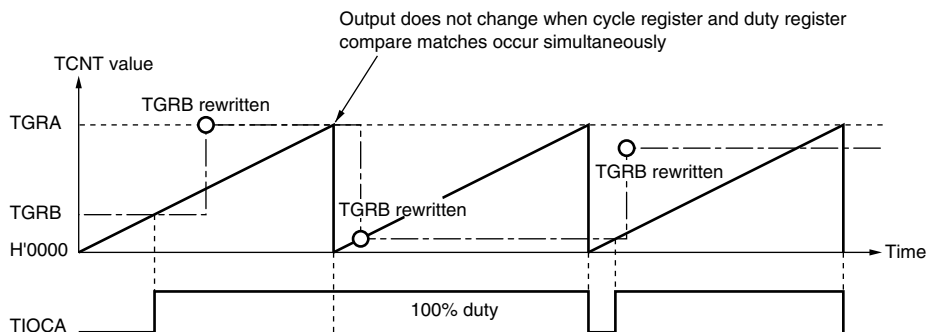 Output does not change when cycle register and duty register
compare matches occur simultaneously
TCNT value
TGRB rewritten
TGRA
TGRB rewritten
TGRB
TGRB rewritten
H'0000
Time
100% duty
TIOCA